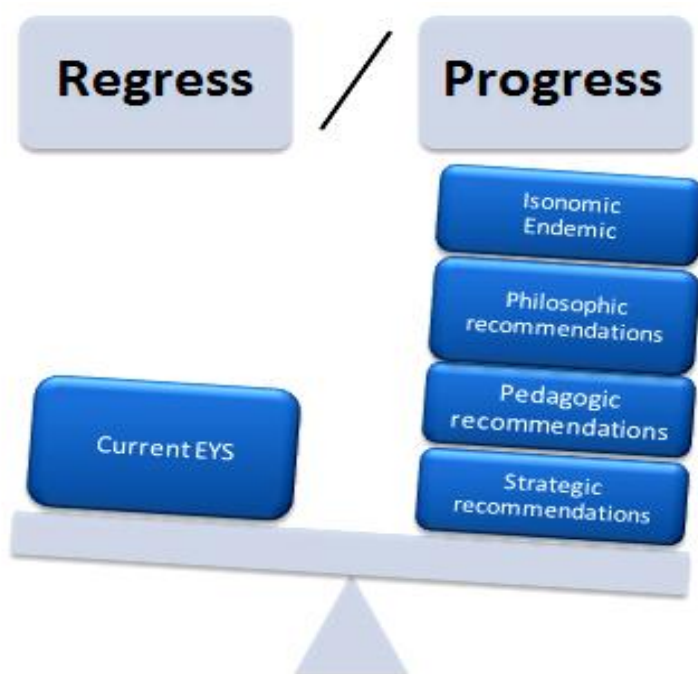 Regress / Progress
Isonomic
Endemic
Philosophic
recommendations
Pedagogic
recommendations
Current EYS
Strategic
recommendations